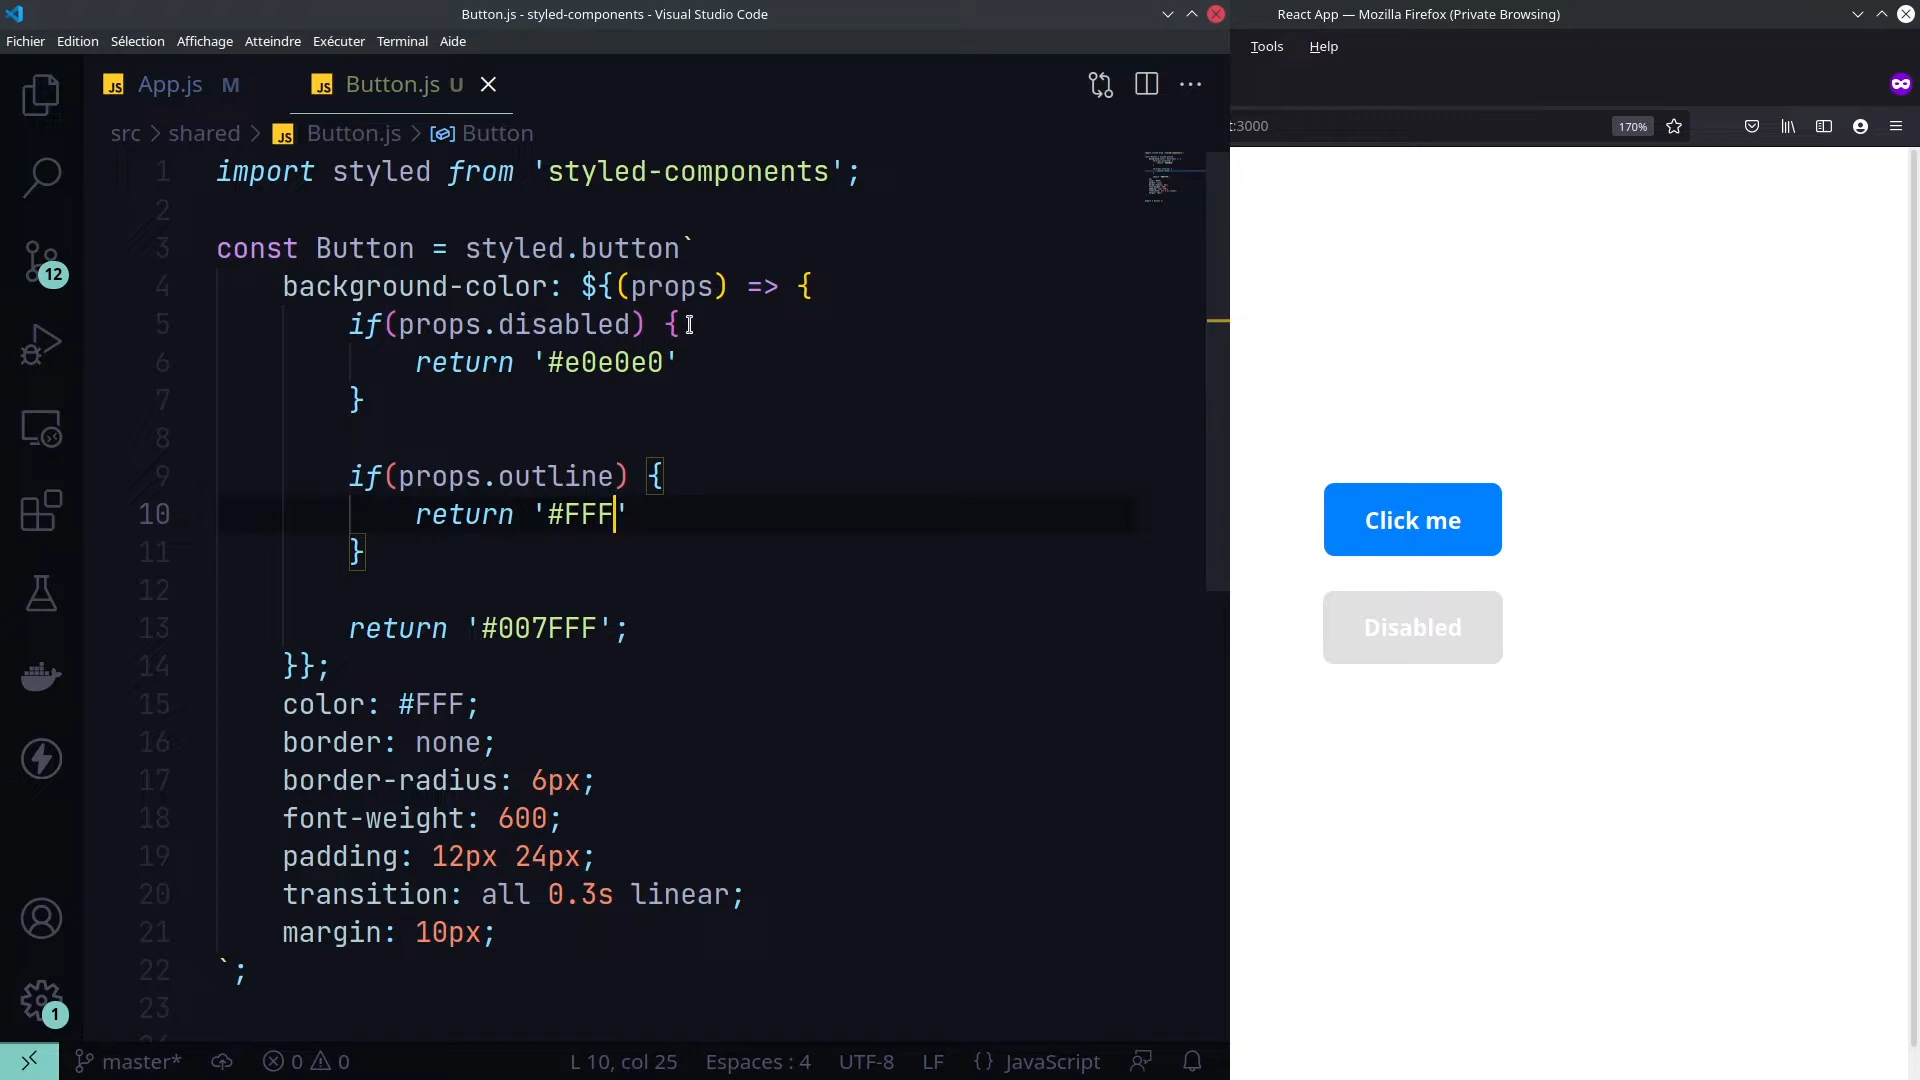 Button.js - styled-components - Visual Studio Code
React App — Mozilla Firefox (Private Browsing)
Fichier Edition Sélection Affichage Atteindre Exécuter Terminal Aide
Tools Help
JS App.js M
JS Button.js U
src > shared > JS Button.js > Button
:3000
170%
1 import styled from 'styled-components';
2
3 const Button = styled.button`
4 background-color: ${(props) => {
5 if(props.disabled) {
6 return '#e0e0e0'
7 }
8
9 if(props.outline) {
10 return '#FFF'
11 }
12
13 return '#007FFF';
14 }};
15 color: #FFF;
16 border: none;
17 border-radius: 6px;
18 font-weight: 600;
19 padding: 12px 24px;
20 transition: all 0.3s linear;
21 margin: 10px;
22 `;
23
12
1
Click me
Disabled
master* 0 0 L 10, col 25 Espaces : 4 UTF-8 LF {} JavaScript